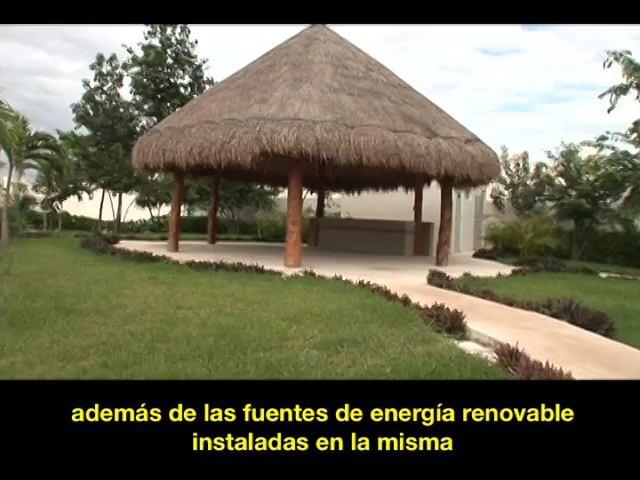 además de las fuentes de energía renovable
instaladas en la misma